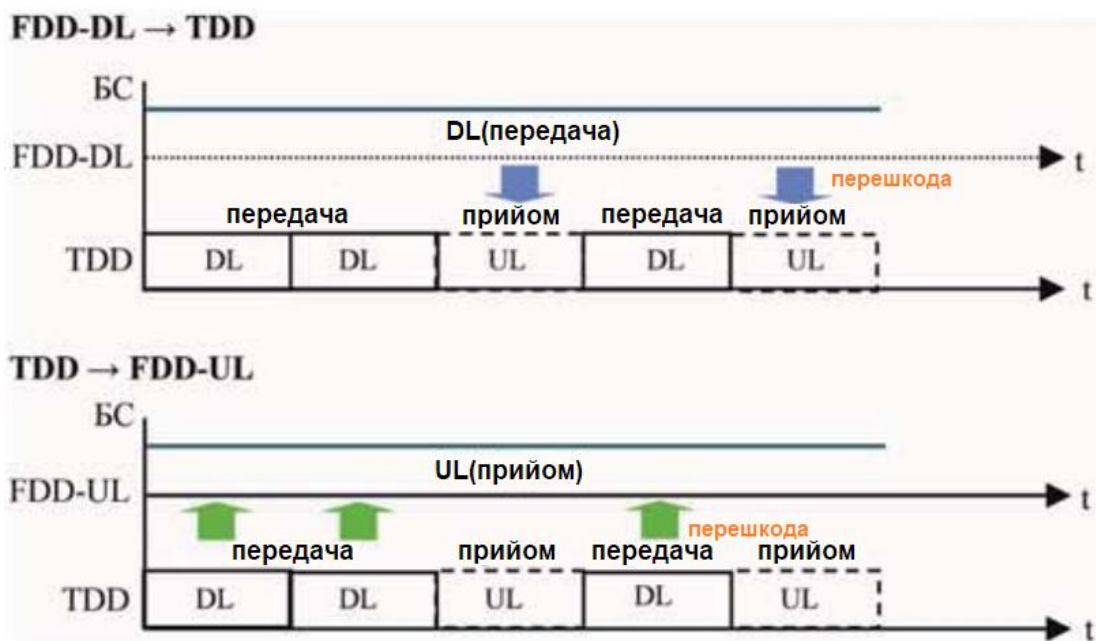 FDD-DL → TDD
БС
DL(передача)
FDD-DL
t
перешкода
передача прийом передача прийом
TDD DL DL UL DL UL
t
TDD → FDD-UL
БС
UL(прийом)
FDD-UL
t
перешкода
передача прийом передача прийом
TDD DL DL UL DL UL
t